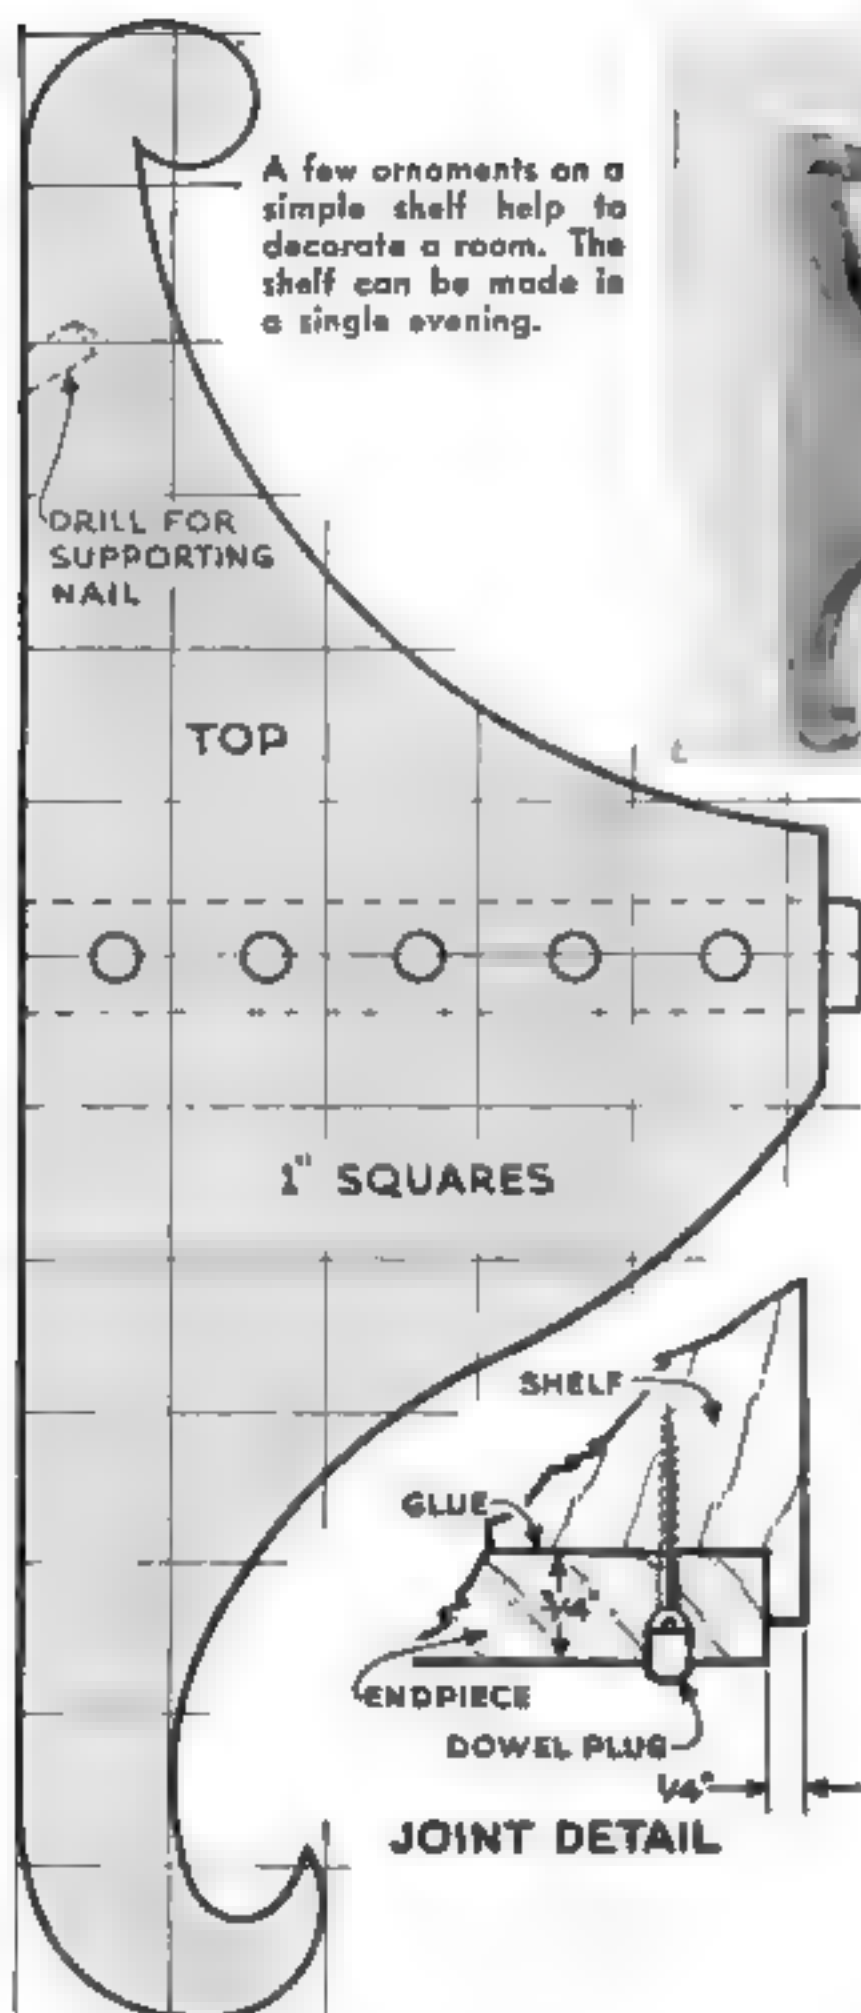 A few ornaments on a
simple shelf help to
decorate a room. The
shelf can be made in
a single evening.
DRILL FOR
SUPPORTING
NAIL
TOP
1" SQUARES
SHELF
GLUE
3/4"
ENDPIECE
DOWEL PLUG
1/4"
JOINT DETAIL